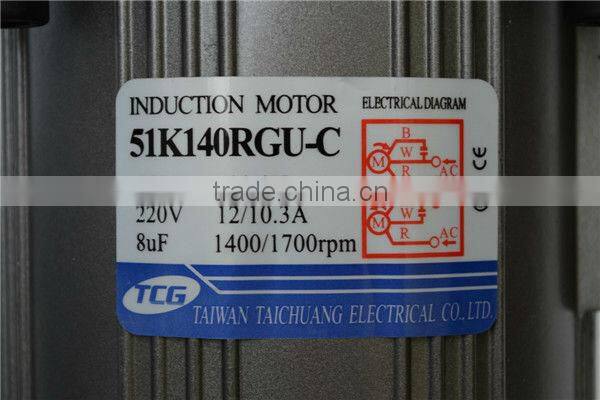 INDUCTION MOTOR
51K140RGU-C
220V 12/10.3A
8uF 1400/1700rpm
ELECTRICAL DIAGRAM
B
M W
R AC
M W
R AC
CE
trade.china.cn
TCG
TAIWAN TAICHUANG ELECTRICAL CO.,LTD.